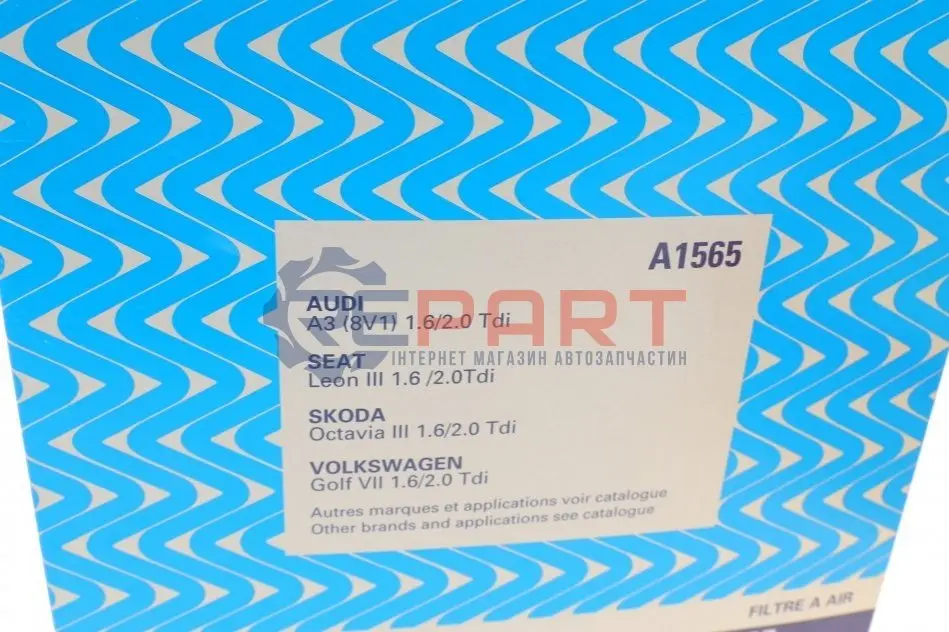 A1565
AUDI
A3 (8V1) 1.6/2.0 Tdi
SEAT
Leon III 1.6 /2.0Tdi
SKODA
Octavia III 1.6/2.0 Tdi
VOLKSWAGEN
Golf VII 1.6/2.0 Tdi
Autres marques et applications voir catalogue
Other brands and applications see catalogue
REPART
ІНТЕРНЕТ МАГАЗИН АВТОЗАПЧАСТИН
FILTRE A AIR